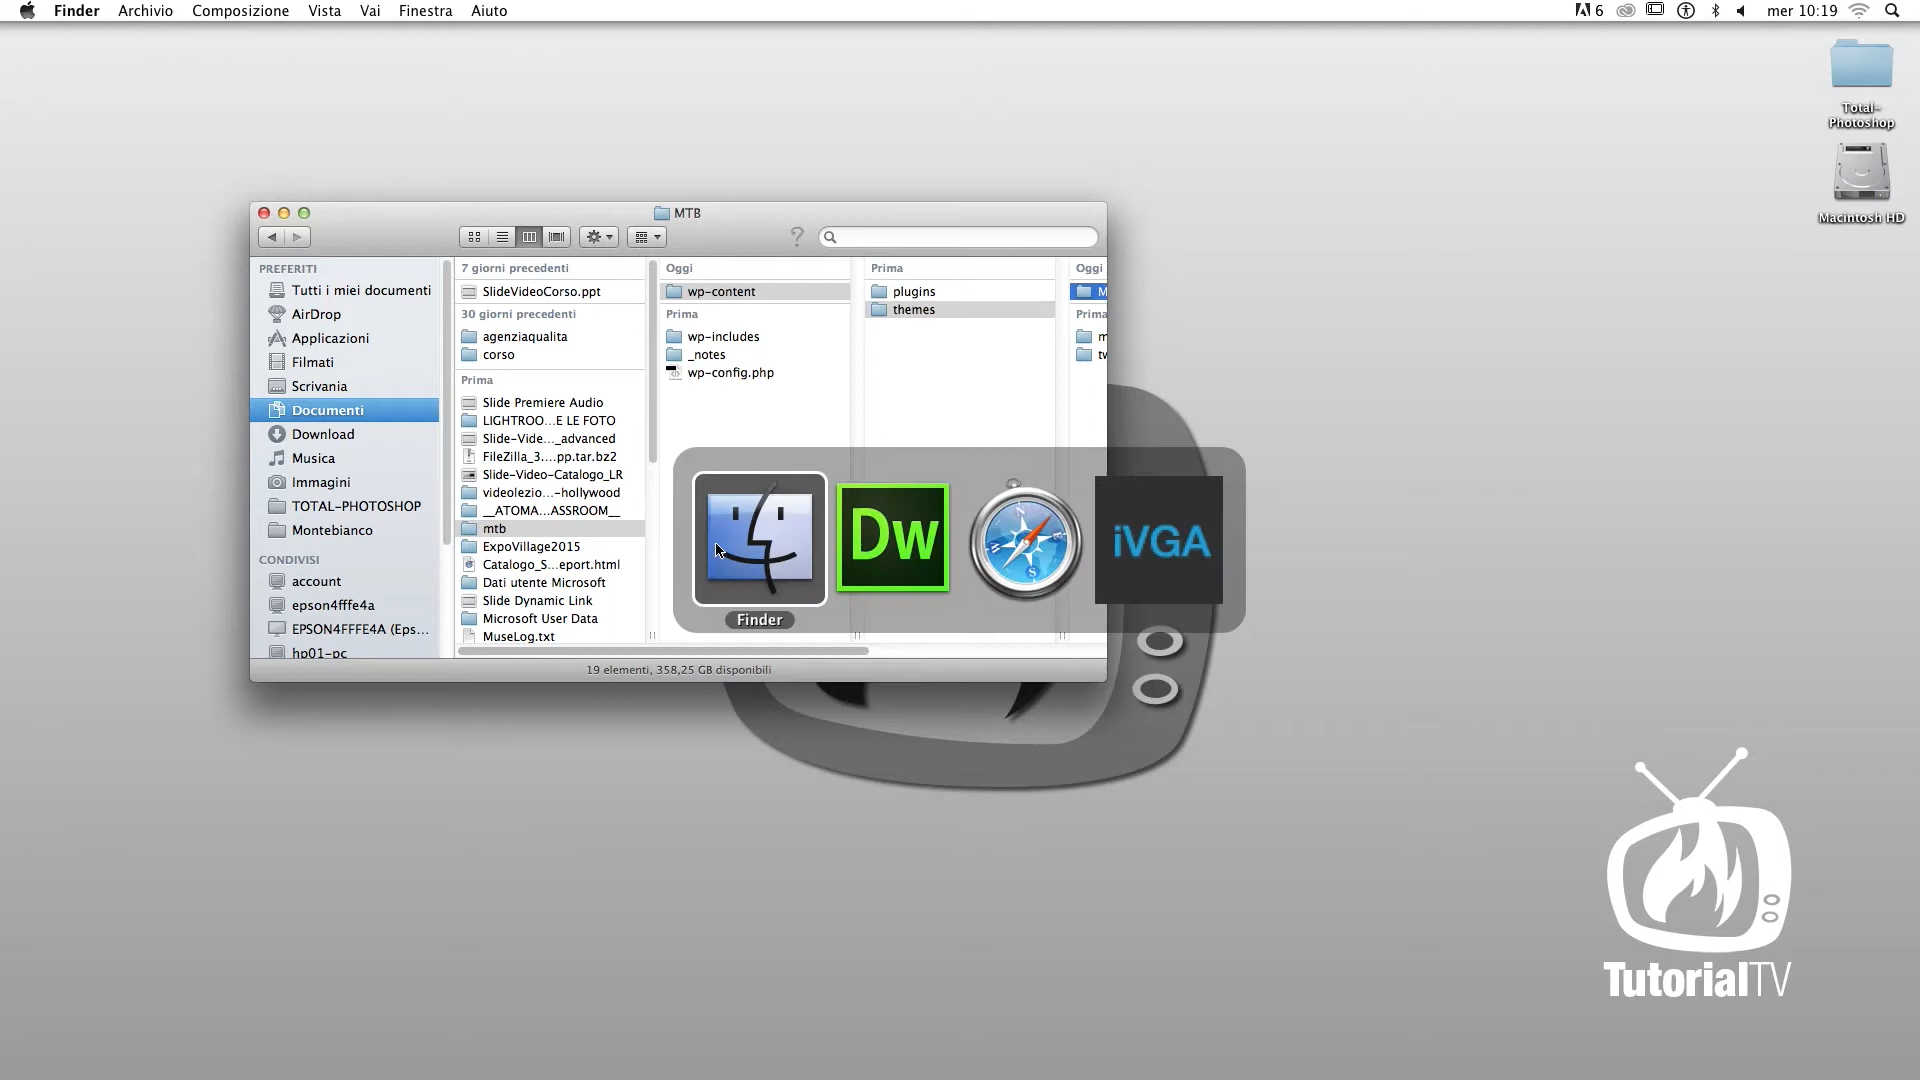 Finder Archivio Composizione Vista Vai Finestra Aiuto
6 mer 10:19
Total-
Photoshop
Macintosh HD
MTB
PREFERITI
Tutti i miei documenti
AirDrop
Applicazioni
Filmati
Scrivania
Documenti
Download
Musica
Immagini
TOTAL-PHOTOSHOP
Montebianco
CONDIVISI
account
epson4fffe4a
EPSON4FFFE4A (Eps...
hp01-pc
7 giorni precedenti
SlideVideoCorso.ppt
30 giorni precedenti
agenziaqualita
corso
Prima
Slide Premiere Audio
LIGHTROO...E LE FOTO
Slide-Vide..._advanced
FileZilla_3....pp.tar.bz2
Slide-Video-Catalogo_LR
videolezio...-hollywood
__ATOMA...ASSROOM__
mtb
ExpoVillage2015
Catalogo_S...eport.html
Dati utente Microsoft
Slide Dynamic Link
Microsoft User Data
MuseLog.txt
Oggi
wp-content
Prima
wp-includes
_notes
wp-config.php
Prima
plugins
themes
Oggi
M
Prima
m
tw
Dw
iVGA
Finder
19 elementi, 358,25 GB disponibili
TutorialTV